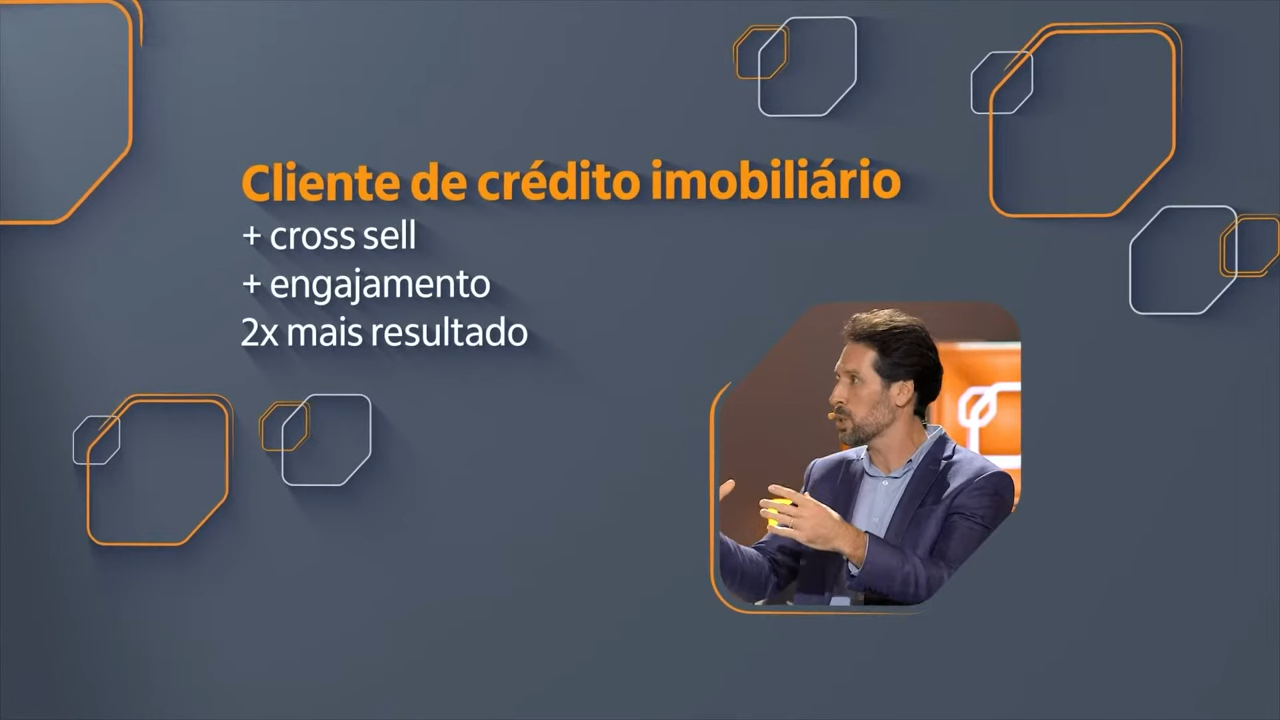 Cliente de crédito imobiliário
+ cross sell
+ engajamento
2x mais resultado